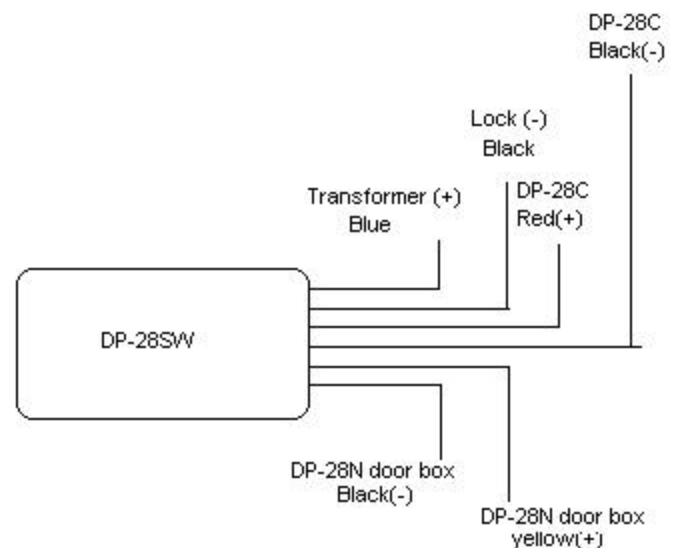 DP-28C
Black(-)
Lock (-)
Black
DP-28C
Red(+)
Transformer (+)
Blue
DP-28SW
DP-28N door box
Black(-)
DP-28N door box
yellow(+)